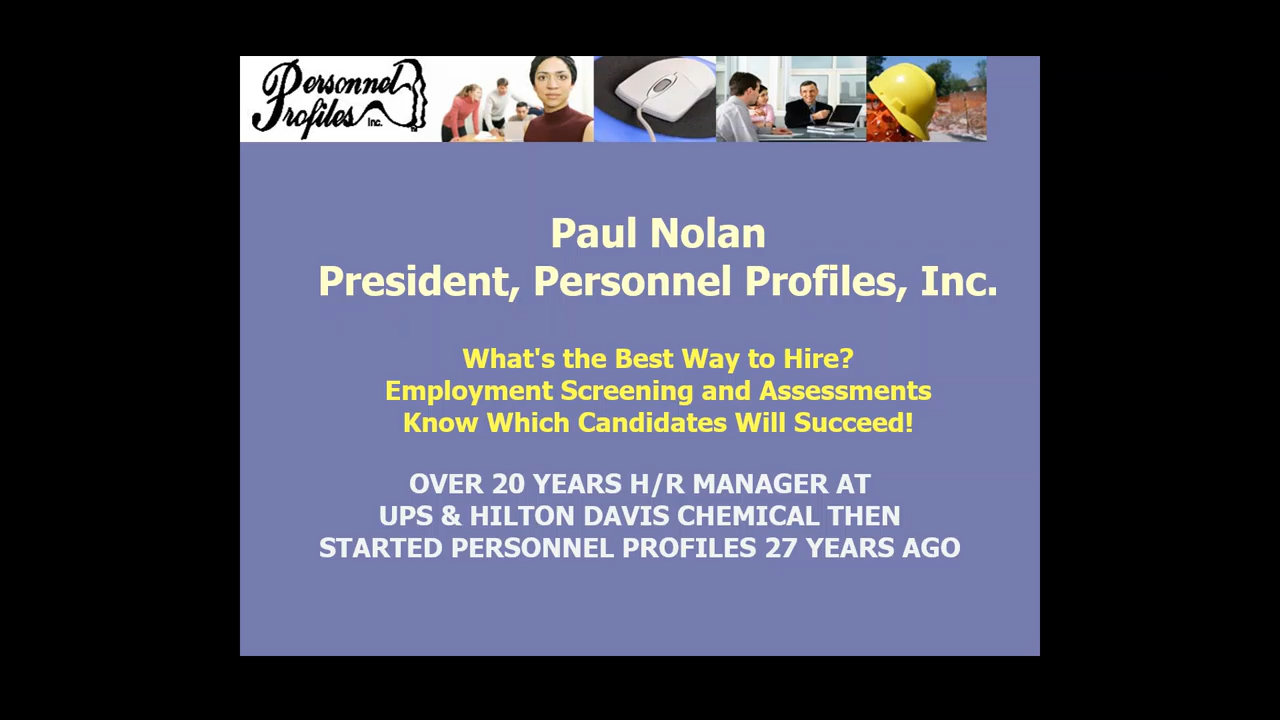 Personnel
Profiles Inc.
Paul Nolan
President, Personnel Profiles, Inc.
What's the Best Way to Hire?
Employment Screening and Assessments
Know Which Candidates Will Succeed!
OVER 20 YEARS H/R MANAGER AT
UPS & HILTON DAVIS CHEMICAL THEN
STARTED PERSONNEL PROFILES 27 YEARS AGO